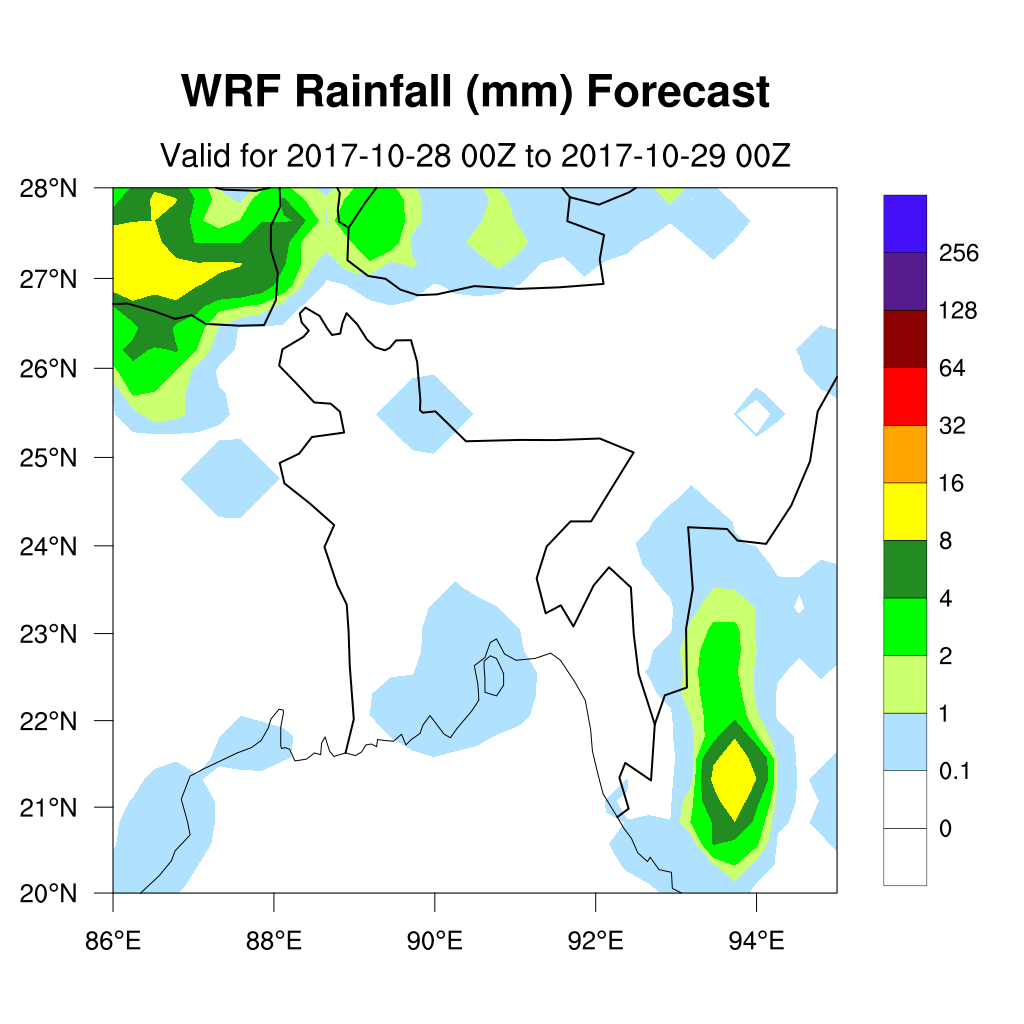 WRF Rainfall (mm) Forecast
Valid for 2017-10-28 00Z to 2017-10-29 00Z
28°N
27°N
26°N
25°N
24°N
23°N
22°N
21°N
20°N
86°E
88°E
90°E
92°E
94°E
256
128
64
32
16
8
4
2
1
0.1
0